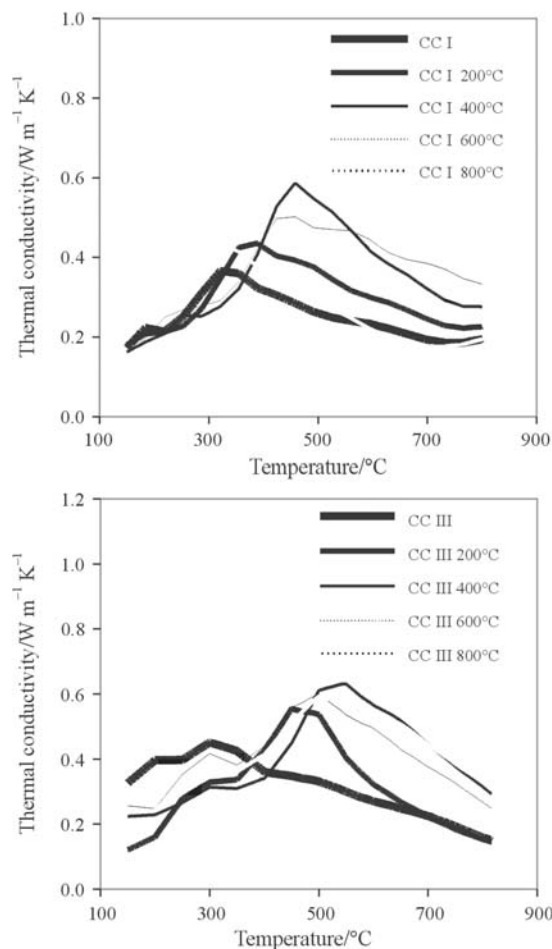 1.0
0.8
0.6
0.4
0.2
0.0
Thermal conductivity/W m⁻¹ K⁻¹
CC I
CC I 200°C
CC I 400°C
CC I 600°C
CC I 800°C
100 300 500 700 900
Temperature/°C
1.2
1.0
0.8
0.6
0.4
0.2
0.0
Thermal conductivity/W m⁻¹ K⁻¹
CC III
CC III 200°C
CC III 400°C
CC III 600°C
CC III 800°C
100 300 500 700 900
Temperature/°C